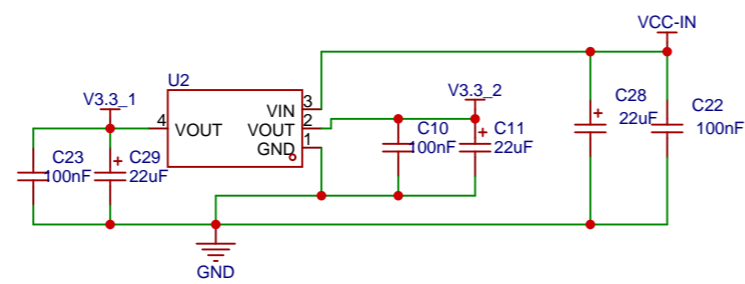 VCC-IN
U2
V3.3_1
4
VOUT
VIN
3
VOUT
2
GND
1
V3.3_2
C10
100nF
C11
22uF
C28
22uF
C22
100nF
C23
100nF
C29
22uF
GND